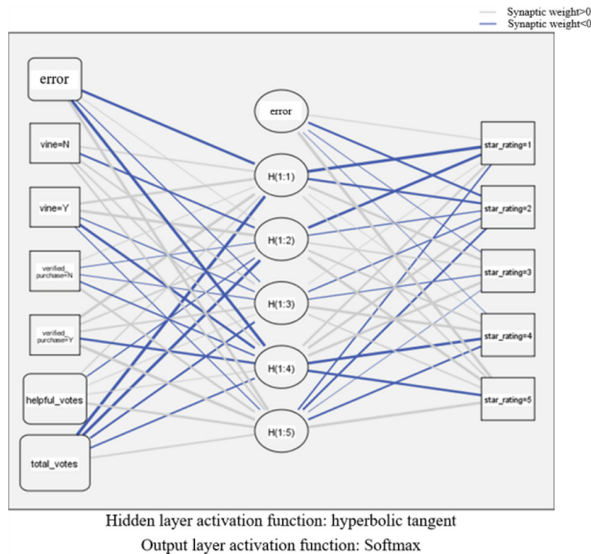 Synaptic weight>0
Synaptic weight<0
error
vine=N
vine=Y
verified_
purchase=N
verified_
purchase=Y
helpful_votes
total_votes
error
H(1:1)
H(1:2)
H(1:3)
H(1:4)
H(1:5)
star_rating=1
star_rating=2
star_rating=3
star_rating=4
star_rating=5
Hidden layer activation function: hyperbolic tangent
Output layer activation function: Softmax